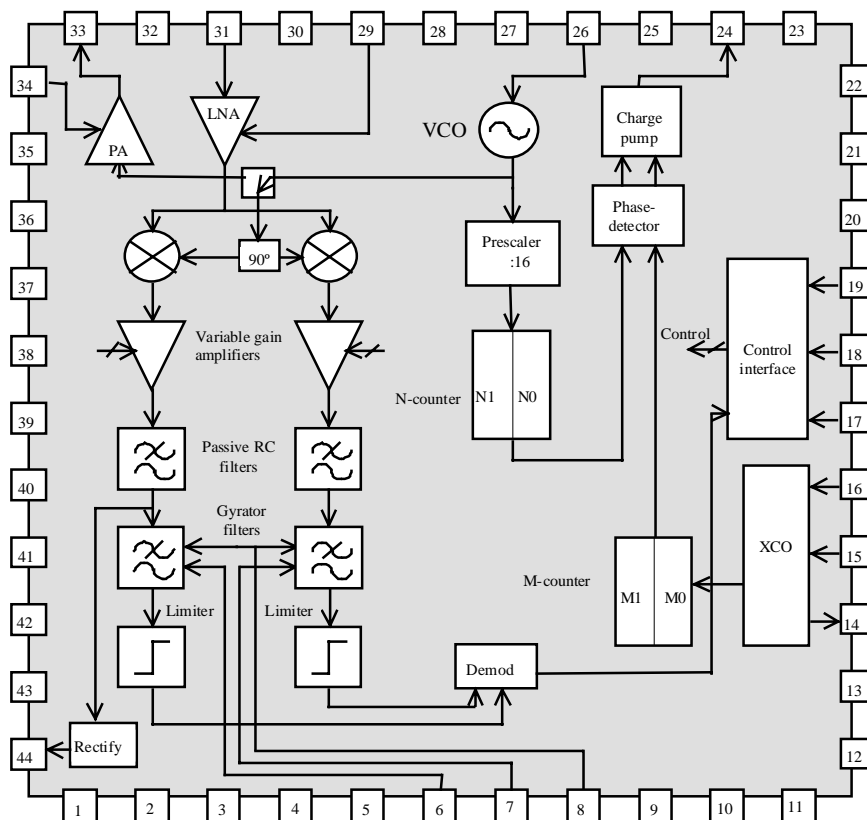 33
32
31
30
29
28
27
26
25
24
23
34
22
LNA
Charge
pump
VCO
PA
35
21
Phase-
detector
36
20
Prescaler
:16
90º
37
19
Control
Variable gain
amplifiers
38
18
Control
interface
N-counter
N1
N0
39
17
Passive RC
filters
40
16
Gyrator
filters
XCO
41
15
M-counter
M1
M0
42
Limiter
Limiter
14
Demod
43
13
44
Rectify
12
1
2
3
4
5
6
7
8
9
10
11